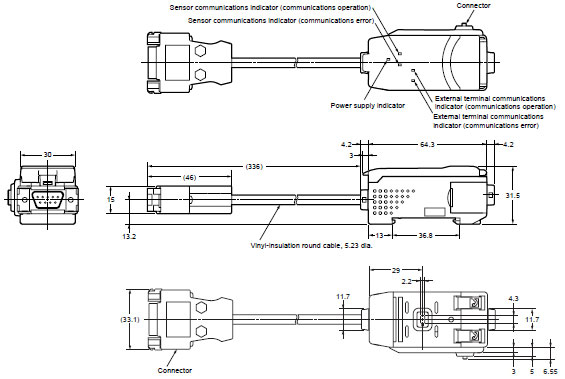 Connector
Sensor communications indicator (communications operation)
Sensor communications indicator (communications error)
Power supply indicator
External terminal communications
indicator (communications operation)
External terminal communications
indicator (communications error)
4.2
64.3
4.2
3
30
(336)
(46)
15
13.2
31.5
13
36.8
Vinyl-insulation round cable, 5.23 dia.
29
2.2
11.7
4.3
11.7
(33.1)
3
5
6.55
Connector